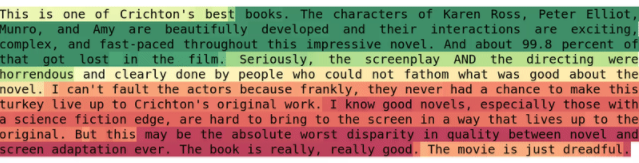 This is one of Crichton's best books. The characters of Karen Ross, Peter Elliot,
Munro, and Amy are beautifully developed and their interactions are exciting,
complex, and fast-paced throughout this impressive novel. And about 99.8 percent of
that got lost in the film. Seriously, the screenplay AND the directing were
horrendous and clearly done by people who could not fathom what was good about the
novel. I can't fault the actors because frankly, they never had a chance to make this
turkey live up to Crichton's original work. I know good novels, especially those with
a science fiction edge, are hard to bring to the screen in a way that lives up to the
original. But this may be the absolute worst disparity in quality between novel and
screen adaptation ever. The book is really, really good. The movie is just dreadful.